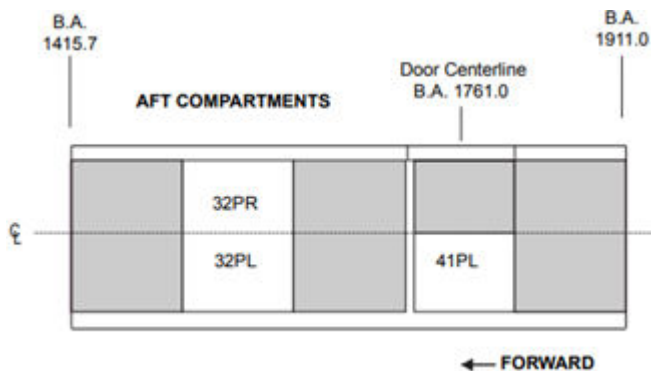 B.A.
1415.7
B.A.
1911.0
Door Centerline
B.A. 1761.0
AFT COMPARTMENTS
32PR
℄
32PL
41PL
FORWARD